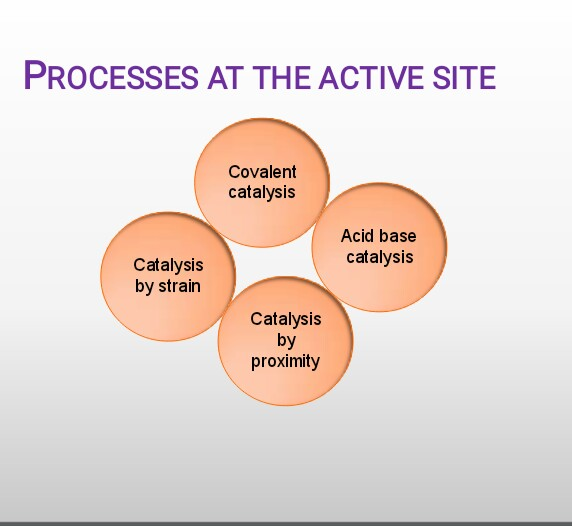 PROCESSES AT THE ACTIVE SITE
Covalent
catalysis
Acid base
catalysis
Catalysis
by strain
Catalysis
by
proximity